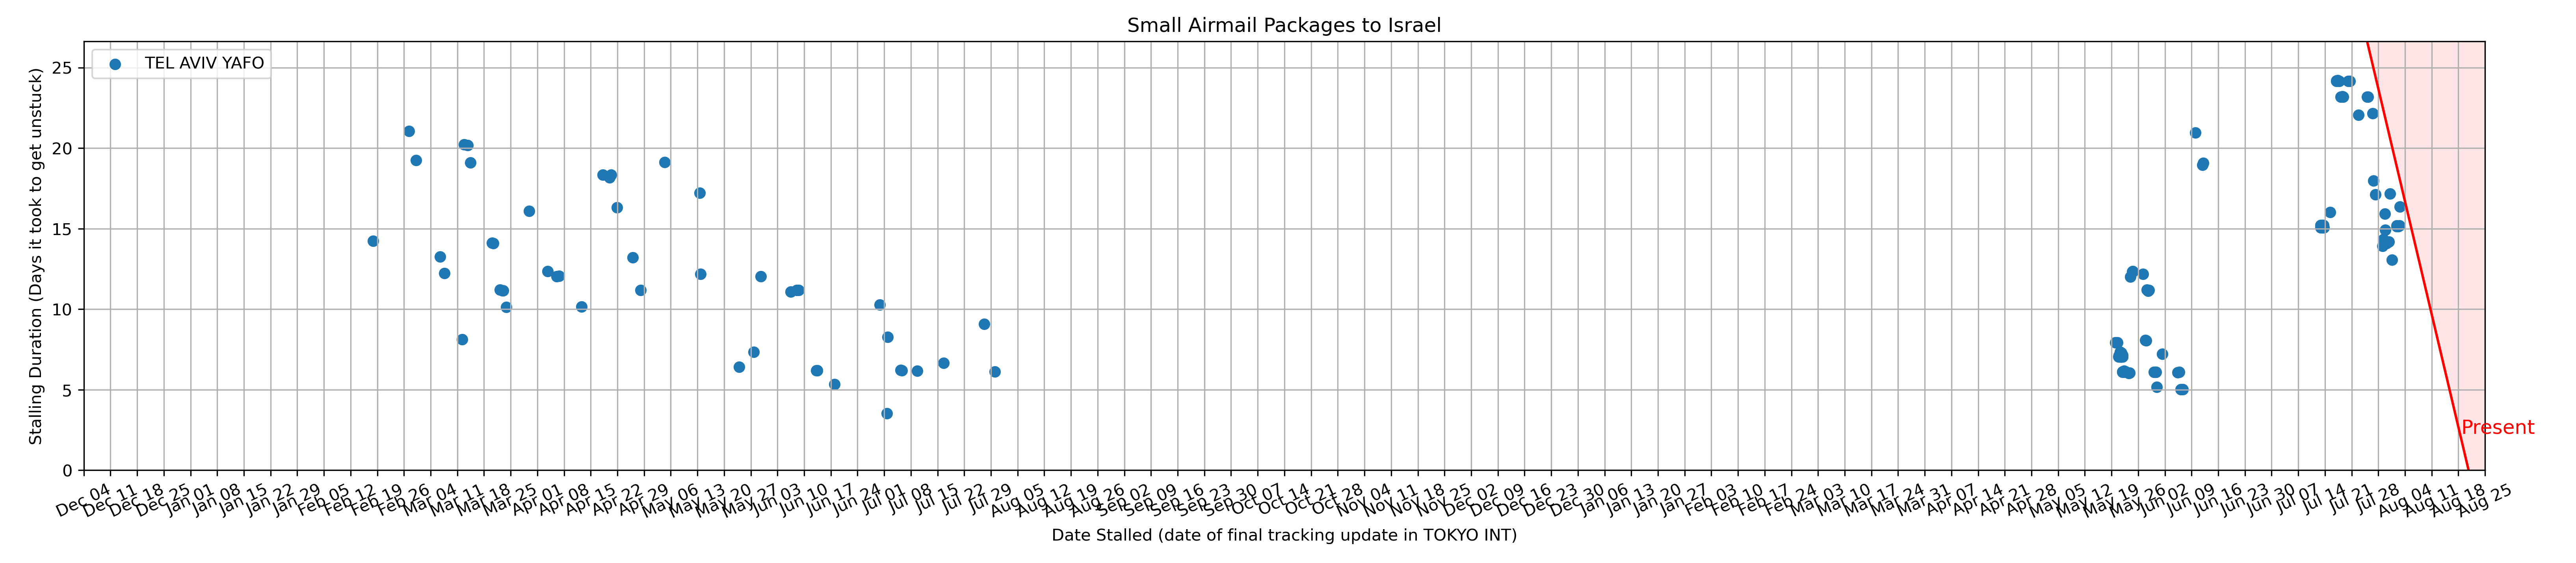 Small Airmail Packages to Israel
TEL AVIV YAFO
Stalling Duration (Days it took to get unstuck)
25
20
15
10
5
0
Present
Dec 04 Dec 11 Dec 18 Dec 25 Jan 01 Jan 08 Jan 15 Jan 22 Jan 29 Feb 05 Feb 12 Feb 19 Feb 26 Mar 04 Mar 11 Mar 18 Mar 25 Apr 01 Apr 08 Apr 15 Apr 22 Apr 29 May 06 May 13 May 20 May 27 Jun 03 Jun 10 Jun 17 Jun 24 Jul 01 Jul 08 Jul 15 Jul 22 Jul 29 Aug 05 Aug 12 Aug 19 Aug 26 Sep 02 Sep 09 Sep 16 Sep 23 Sep 30 Oct 07 Oct 14 Oct 21 Oct 28 Nov 04 Nov 11 Nov 18 Nov 25 Dec 02 Dec 09 Dec 16 Dec 23 Dec 30 Jan 06 Jan 13 Jan 20 Jan 27 Feb 03 Feb 10 Feb 17 Feb 24 Mar 03 Mar 10 Mar 17 Mar 24 Mar 31 Apr 07 Apr 14 Apr 21 Apr 28 May 05 May 12 May 19 May 26 Jun 02 Jun 09 Jun 16 Jun 23 Jun 30 Jul 07 Jul 14 Jul 21 Jul 28 Aug 04 Aug 11 Aug 18 Aug 25
Date Stalled (date of final tracking update in TOKYO INT)